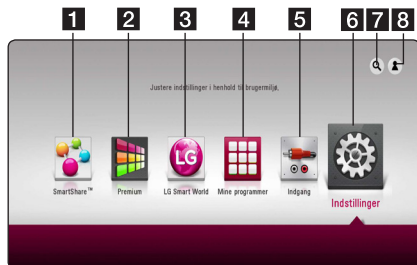 1 2 3 4 5 6 7 8
Justere indstillinger i henhold til brugermiljø.
LG
SmartShare™ Premium LG Smart World Mine programmer Indgang
Indstillinger